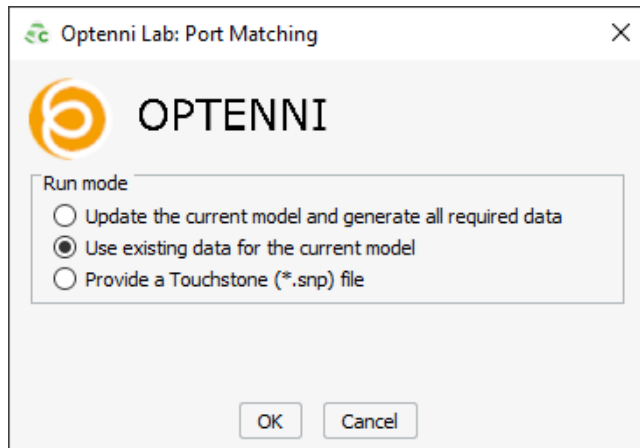 Optenni Lab: Port Matching
OPTENNI
Run mode
Update the current model and generate all required data
Use existing data for the current model
Provide a Touchstone (*.snp) file
OK Cancel